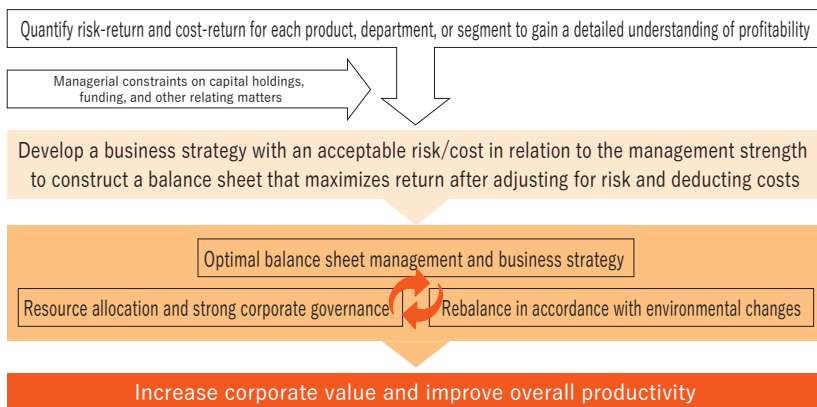 Quantify risk-return and cost-return for each product, department, or segment to gain a detailed understanding of profitability
Managerial constraints on capital holdings,
funding, and other relating matters
Develop a business strategy with an acceptable risk/cost in relation to the management strength
to construct a balance sheet that maximizes return after adjusting for risk and deducting costs
Optimal balance sheet management and business strategy
Resource allocation and strong corporate governance
Rebalance in accordance with environmental changes
Increase corporate value and improve overall productivity